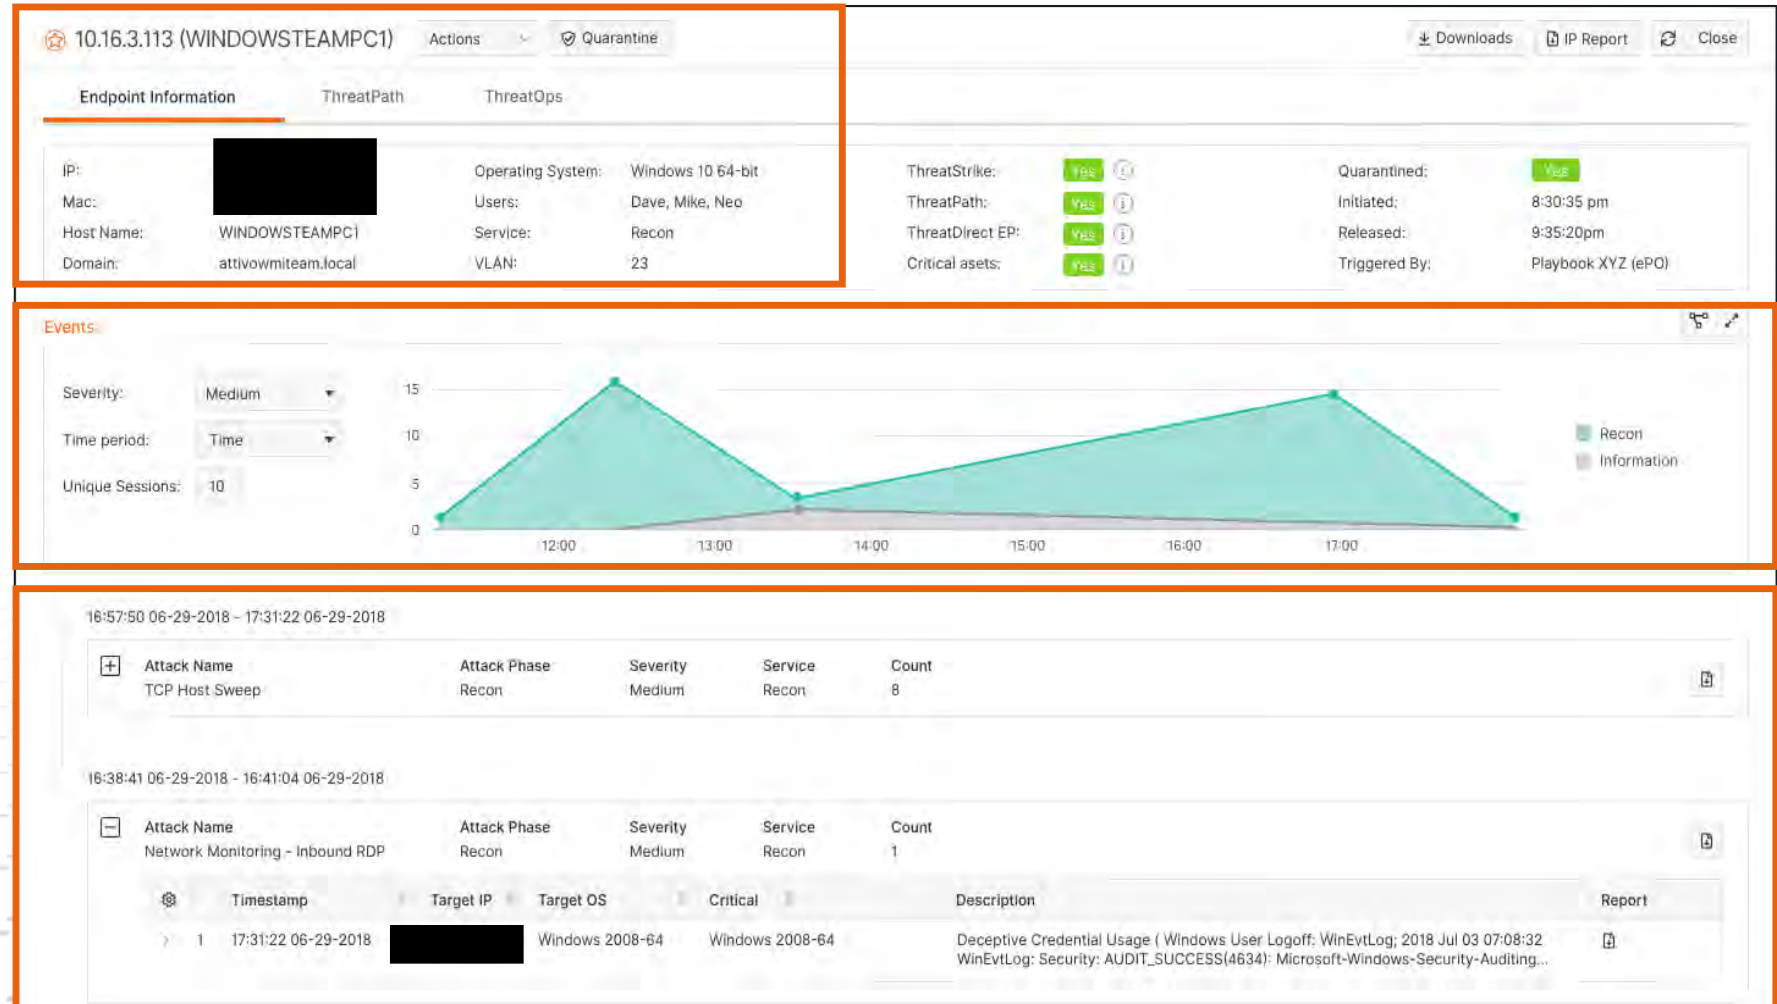 10.16.3.113 (WINDOWSTEAMPC1) Actions Quarantine Downloads IP Report Close
Endpoint Information ThreatPath ThreatOps
IP: Operating System: Windows 10 64-bit ThreatStrike: Yes Quarantined: Yes
Mac: Users: Dave, Mike, Neo ThreatPath: Yes Initiated: 8:30:35 pm
Host Name: WINDOWSTEAMPC1 Service: Recon ThreatDirect EP: Yes Released: 9:35:20pm
Domain: attivowmiteam.local VLAN: 23 Critical asets: Yes Triggered By: Playbook XYZ (ePO)
Events
Severity: Medium
Time period: Time
Unique Sessions: 10
15
10
5
0
12:00 13:00 14:00 15:00 16:00 17:00
Recon
Information
16:57:50 06-29-2018 - 17:31:22 06-29-2018
Attack Name Attack Phase Severity Service Count
TCP Host Sweep Recon Medium Recon 8
16:38:41 06-29-2018 - 16:41:04 06-29-2018
Attack Name Attack Phase Severity Service Count
Network Monitoring - Inbound RDP Recon Medium Recon 1
Timestamp Target IP Target OS Critical Description Report
1 17:31:22 06-29-2018 Windows 2008-64 Windows 2008-64 Deceptive Credential Usage ( Windows User Logoff: WinEvtLog; 2018 Jul 03 07:08:32
WinEvtLog: Security: AUDIT_SUCCESS(4634): Microsoft-Windows-Security-Auditing...